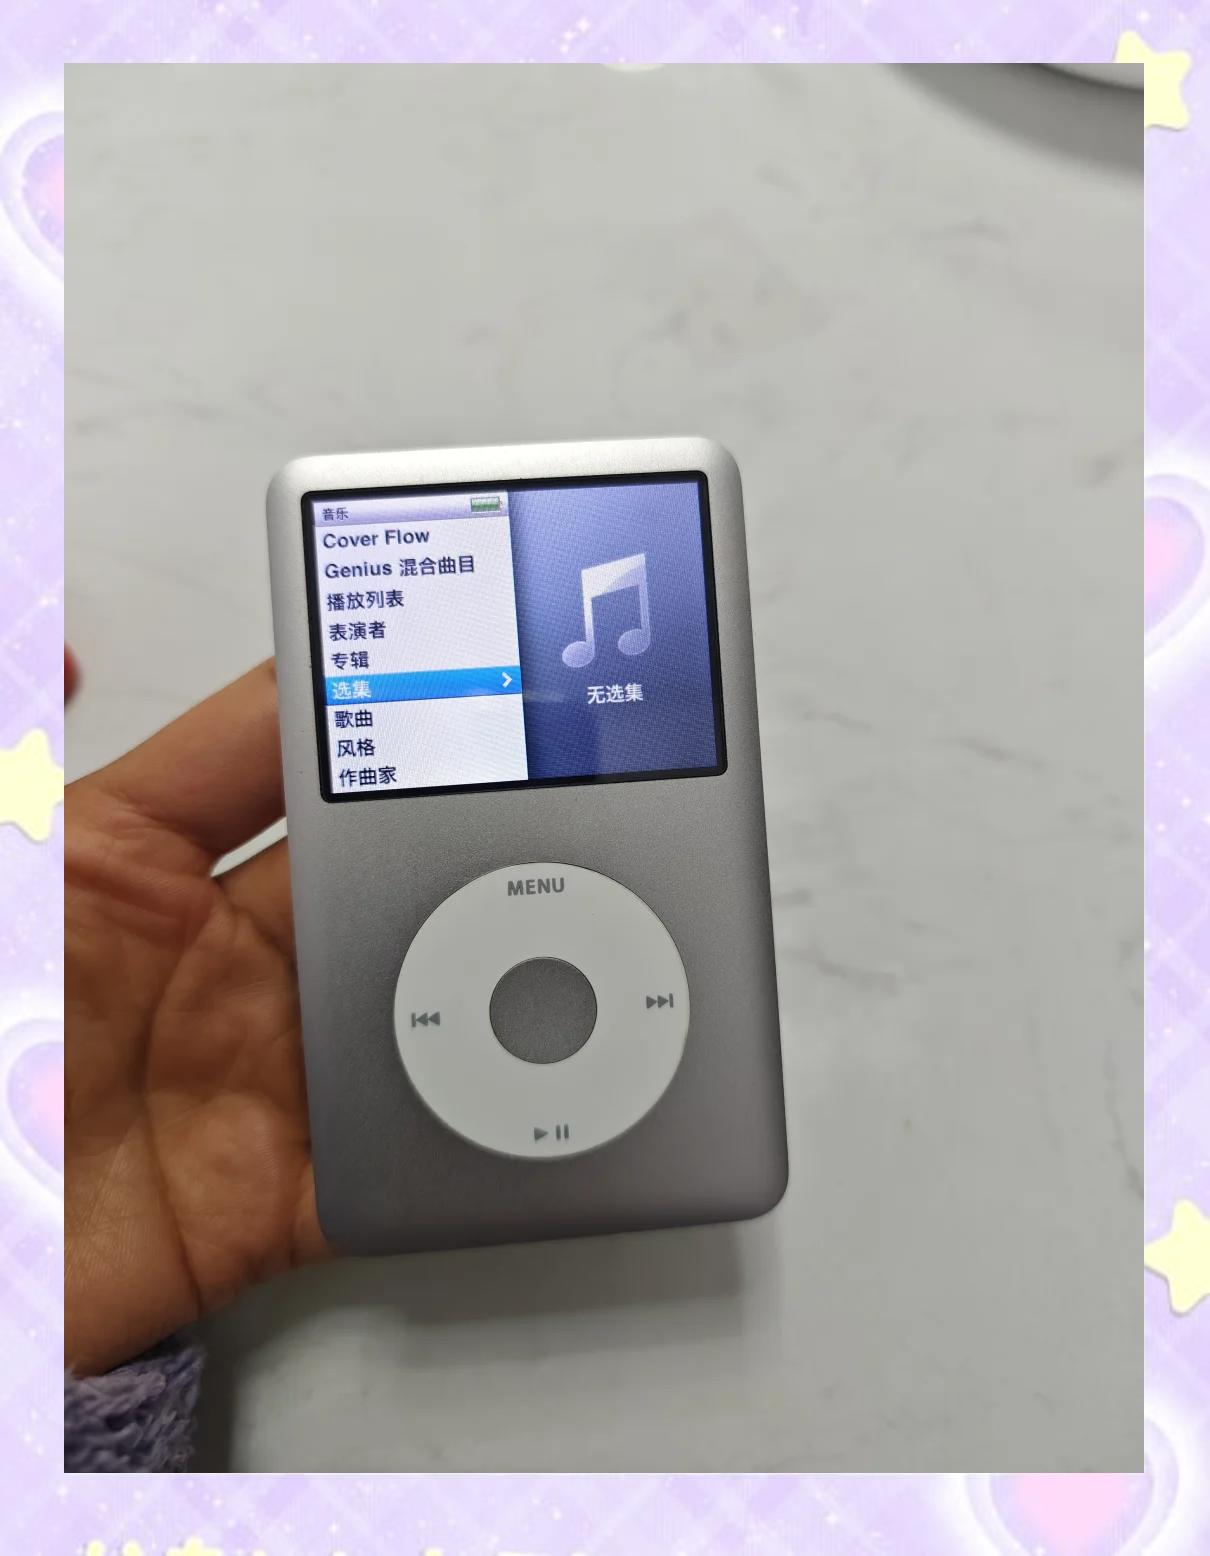 音乐
Cover Flow
Genius 混合曲目
播放列表
表演者
专辑
选集
歌曲
风格
作曲家
无选集
MENU